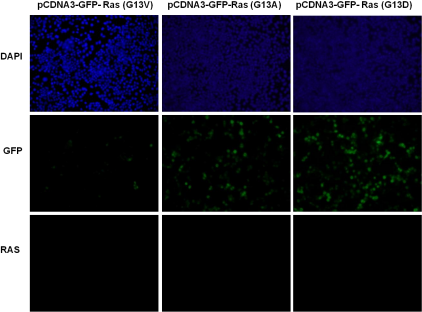 pCDNA3-GFP- Ras (G13V) pCDNA3-GFP-Ras (G13A) pCDNA3-GFP- Ras (G13D)
DAPI
GFP
RAS